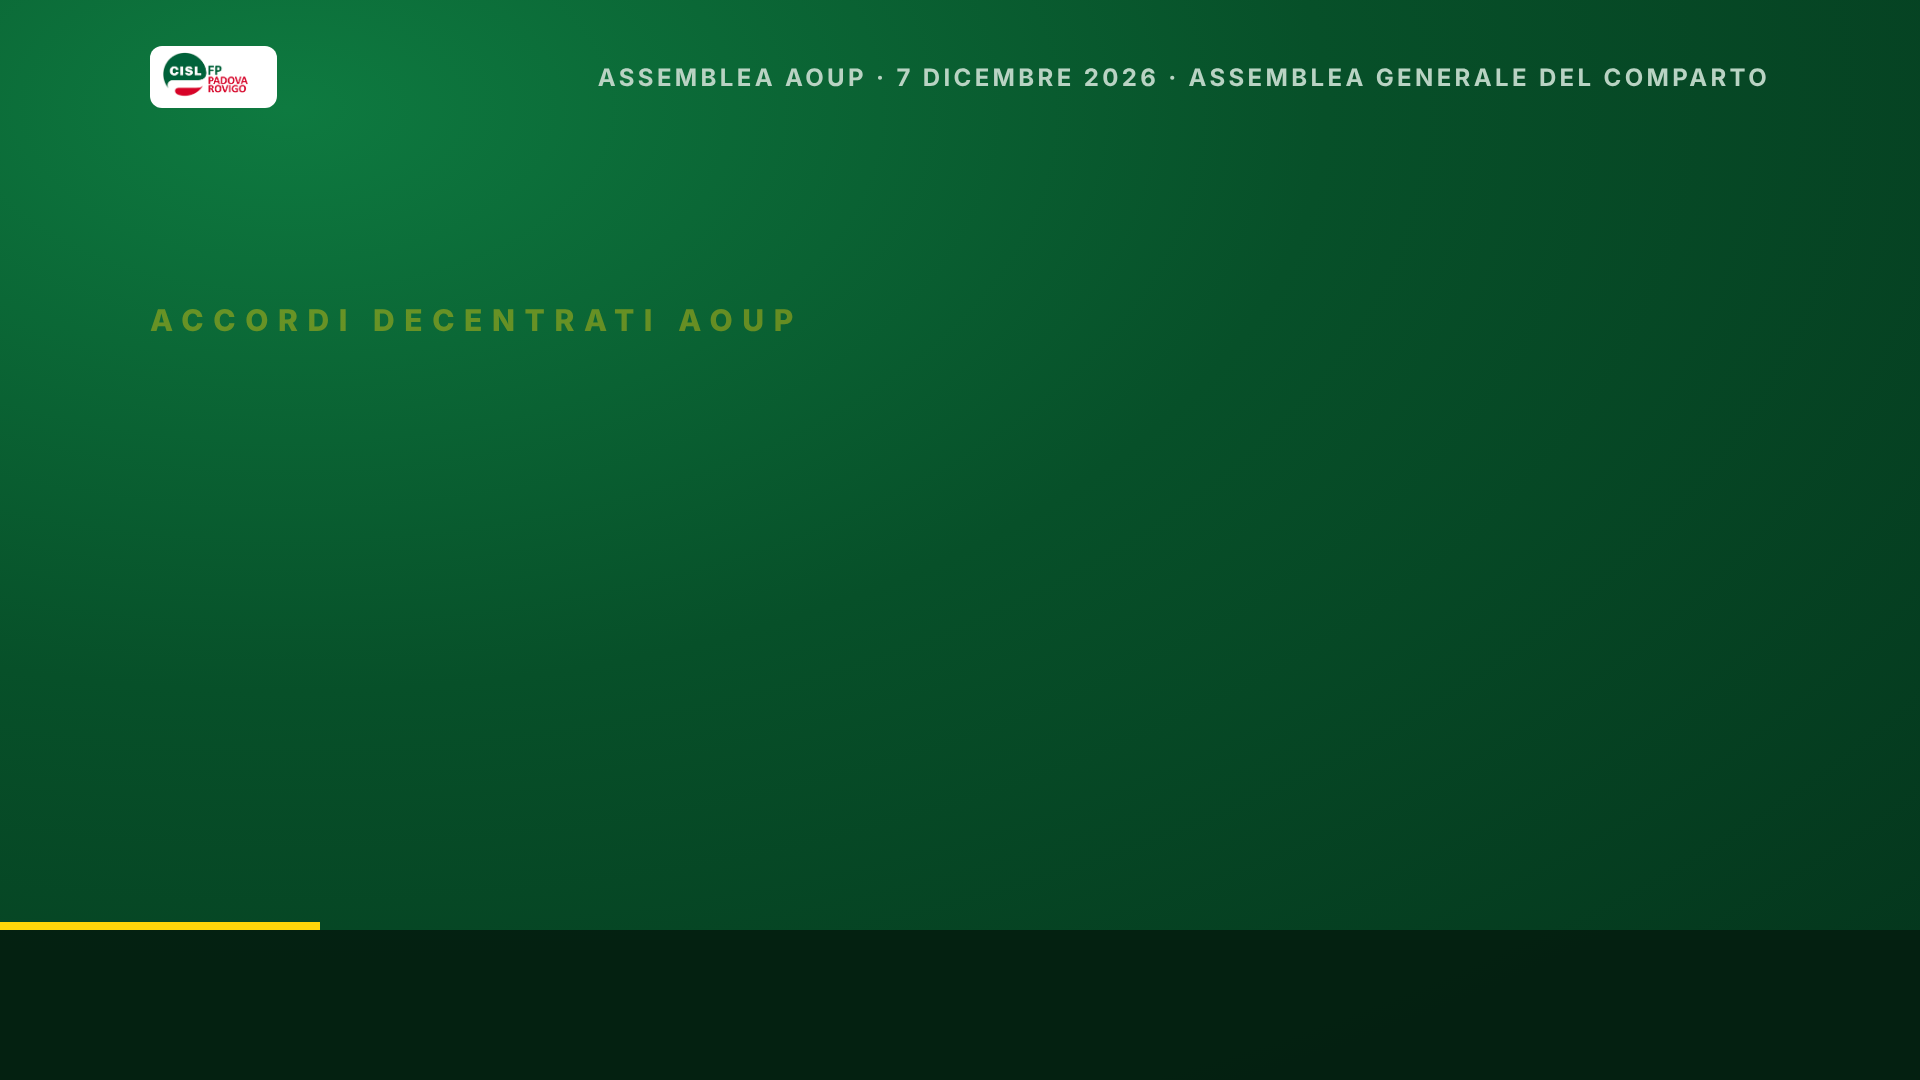 CISL FP
PADOVA
ROVIGO
ASSEMBLEA AOUP · 7 DICEMBRE 2026 · ASSEMBLEA GENERALE DEL COMPARTO
ACCORDI DECENTRATI AOUP